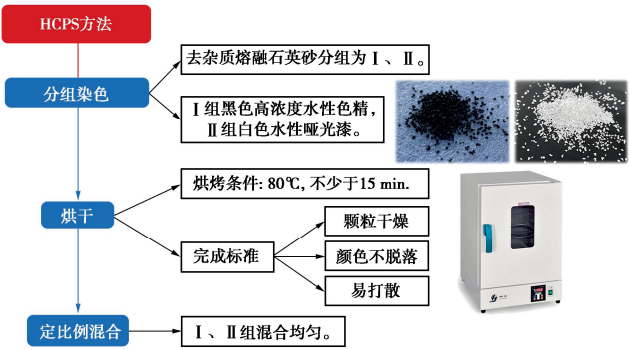 HCPS方法
去杂质熔融石英砂分组为Ⅰ、Ⅱ。
分组染色
Ⅰ组黑色高浓度水性色精，
Ⅱ组白色水性哑光漆。
烘烤条件：80℃，不少于15 min.
烘干
颗粒干燥
完成标准
颜色不脱落
易打散
定比例混合
Ⅰ、Ⅱ组混合均匀。